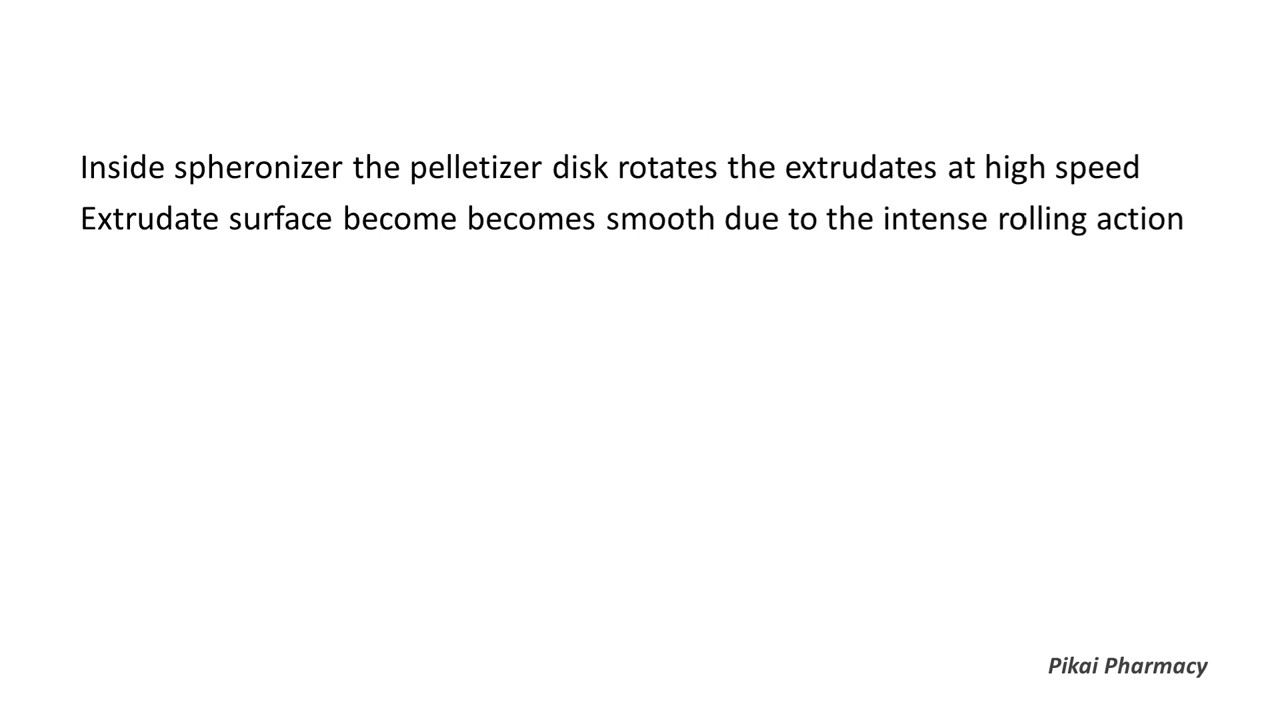 Inside spheronizer the pelletizer disk rotates the extrudates at high speed
Extrudate surface become becomes smooth due to the intense rolling action
Pikai Pharmacy